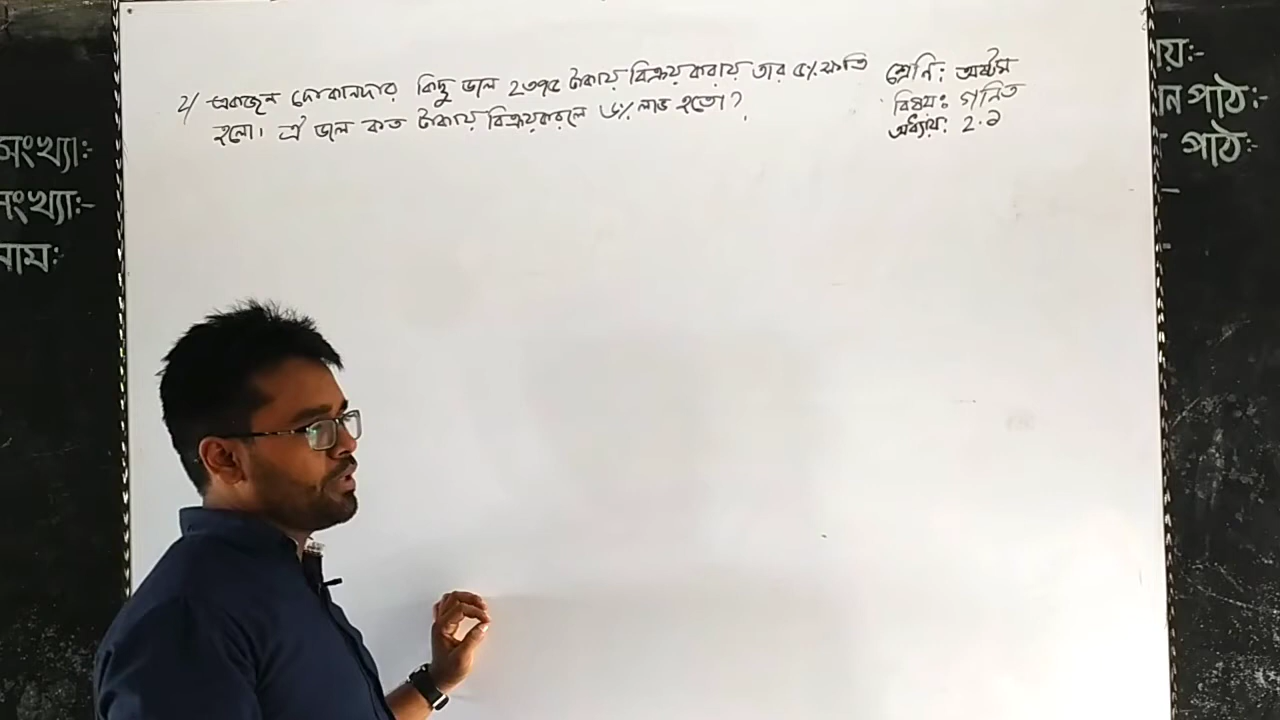 ২/ একজন দোকানদার কিছু ডাল ২৩৭৫ টাকায় বিক্রয় করায় তার ৫% ক্ষতি
হলো। ঐ ডাল কত টাকায় বিক্রয় করলে ৬% লাভ হতো?
শ্রেণি: অষ্টম
বিষয়: গনিত
অধ্যায়: ২.১
সংখ্যা:-
সংখ্যা:-
নাম:-
য়:-
পাঠ:-
পাঠ:-